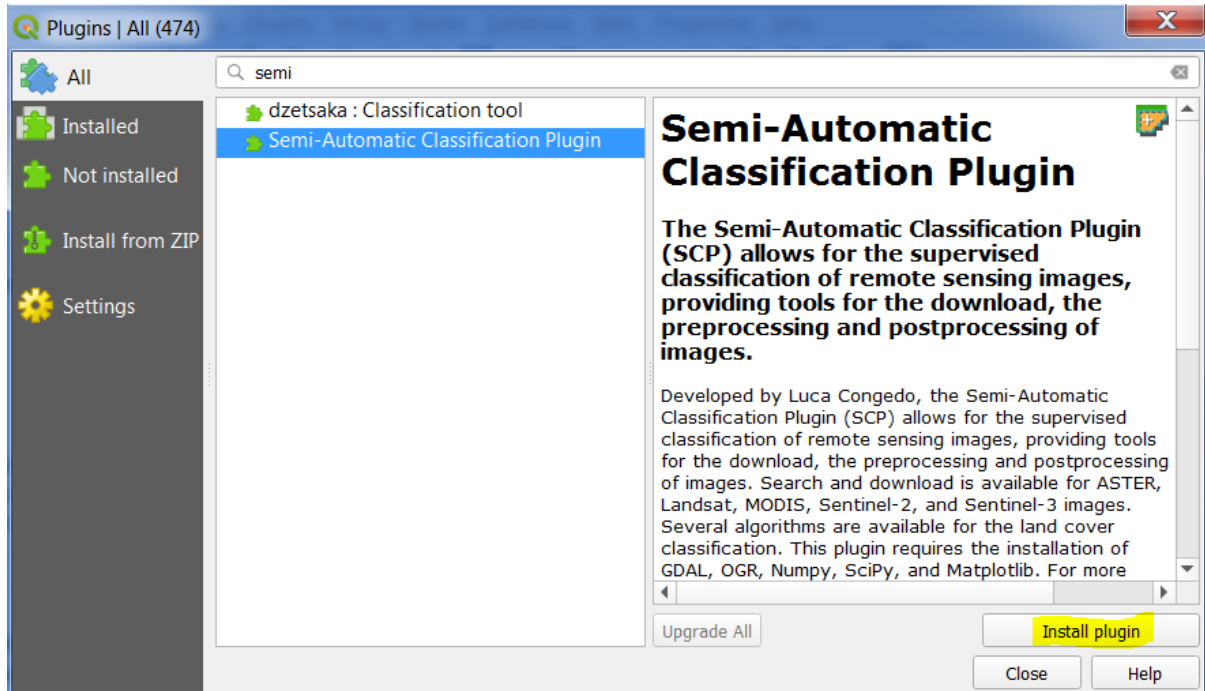 Plugins | All (474)
X
All
Installed
Not installed
Install from ZIP
Settings
semi
dzetsaka : Classification tool
Semi-Automatic Classification Plugin
Semi-Automatic
Classification Plugin
The Semi-Automatic Classification Plugin
(SCP) allows for the supervised
classification of remote sensing images,
providing tools for the download, the
preprocessing and postprocessing of
images.
Developed by Luca Congedo, the Semi-Automatic
Classification Plugin (SCP) allows for the supervised
classification of remote sensing images, providing tools
for the download, the preprocessing and postprocessing
of images. Search and download is available for ASTER,
Landsat, MODIS, Sentinel-2, and Sentinel-3 images.
Several algorithms are available for the land cover
classification. This plugin requires the installation of
GDAL, OGR, Numpy, SciPy, and Matplotlib. For more
Upgrade All
Install plugin
Close
Help